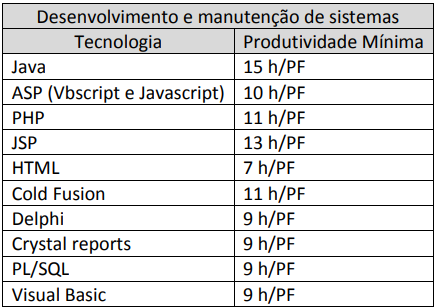 Desenvolvimento e manutenção de sistemas
Tecnologia Produtividade Mínima
Java 15 h/PF
ASP (Vbscript e Javascript) 10 h/PF
PHP 11 h/PF
JSP 13 h/PF
HTML 7 h/PF
Cold Fusion 11 h/PF
Delphi 9 h/PF
Crystal reports 9 h/PF
PL/SQL 9 h/PF
Visual Basic 9 h/PF